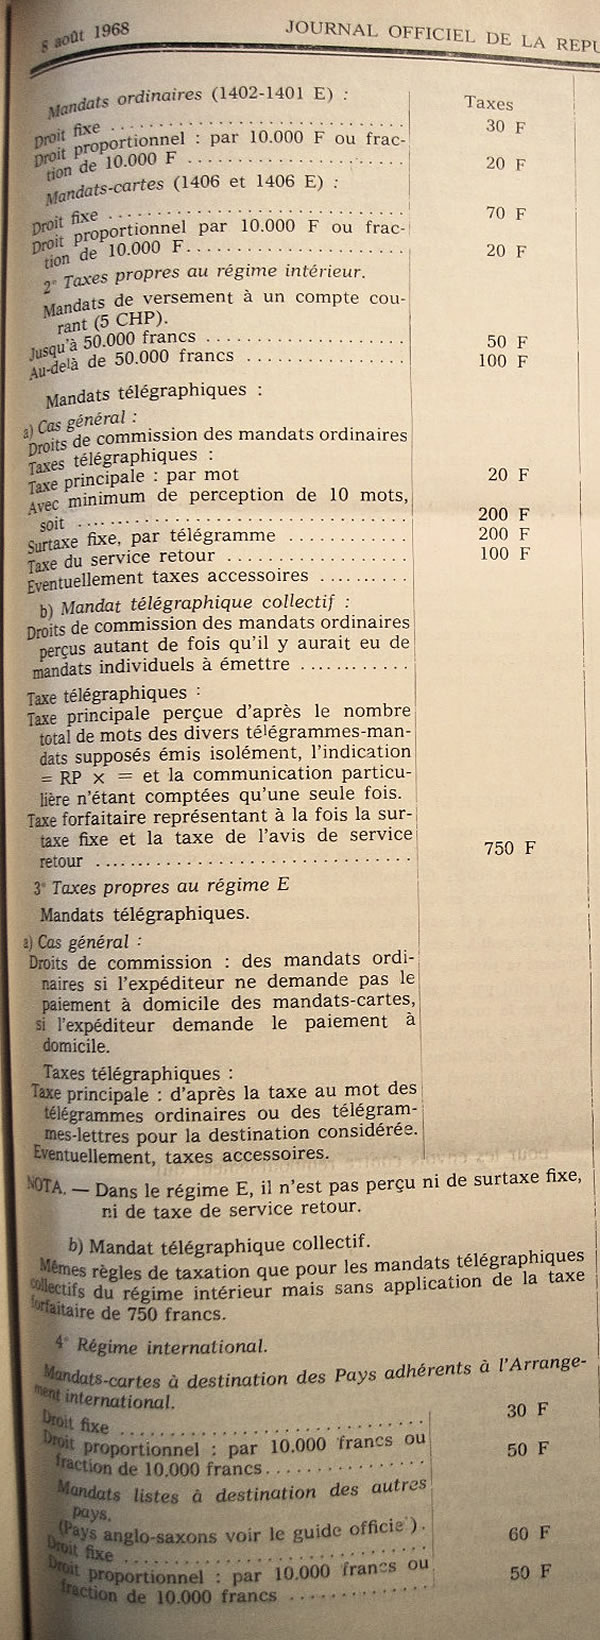 8 août 1968 JOURNAL OFFICIEL DE LA REPU
Mandats ordinaires (1402-1401 E) : Taxes
Droit fixe .............................. 30 F
Droit proportionnel : par 10.000 F ou frac-
tion de 10.000 F ...................... 20 F
Mandats-cartes (1406 et 1406 E) :
Droit fixe .............................. 70 F
Droit proportionnel par 10.000 F ou frac-
tion de 10.000 F...................... 20 F
2° Taxes propres au régime intérieur.
Mandats de versement à un compte cou-
rant (5 CHP).
Jusqu'à 50.000 francs .................... 50 F
Au-delà de 50.000 francs ................ 100 F
Mandats télégraphiques :
a) Cas général :
Droits de commission des mandats ordinaires
Taxes télégraphiques :
Taxe principale : par mot 20 F
Avec minimum de perception de 10 mots,
soit .................................. 200 F
Surtaxe fixe, par télégramme ............ 200 F
Taxe du service retour .................. 100 F
Eventuellement taxes accessoires ..........
b) Mandat télégraphique collectif :
Droits de commission des mandats ordinaires
perçus autant de fois qu'il y aurait eu de
mandats individuels à émettre ............
Taxe télégraphiques :
Taxe principale perçue d'après le nombre
total de mots des divers télégrammes-man-
dats supposés émis isolément, l'indication
= RP x = et la communication particu-
lière n'étant comptées qu'une seule fois.
Taxe forfaitaire représentant à la fois la sur-
taxe fixe et la taxe de l'avis de service
retour ................................ 750 F
3° Taxes propres au régime E
Mandats télégraphiques.
a) Cas général :
Droits de commission : des mandats ordi-
naires si l'expéditeur ne demande pas le
paiement à domicile des mandats-cartes,
si l'expéditeur demande le paiement à
domicile.
Taxes télégraphiques :
Taxe principale : d'après la taxe au mot des
télégrammes ordinaires ou des télégram-
mes-lettres pour la destination considérée.
Eventuellement, taxes accessoires.
NOTA. — Dans le régime E, il n'est pas perçu ni de surtaxe fixe,
ni de taxe de service retour.
b) Mandat télégraphique collectif.
Mêmes règles de taxation que pour les mandats télégraphiques
collectifs du régime intérieur mais sans application de la taxe
forfaitaire de 750 francs.
4° Régime international.
Mandats-cartes à destination des Pays adhérents à l'Arrange-
ment international.
Droit fixe .............................. 30 F
Droit proportionnel : par 10.000 francs ou
fraction de 10.000 francs.............. 50 F
Mandats listes à destination des autres
pays.
(Pays anglo-saxons voir le guide officiel).
Droit fixe .............................. 60 F
Droit proportionnel : par 10.000 francs ou
fraction de 10.000 francs .............. 50 F